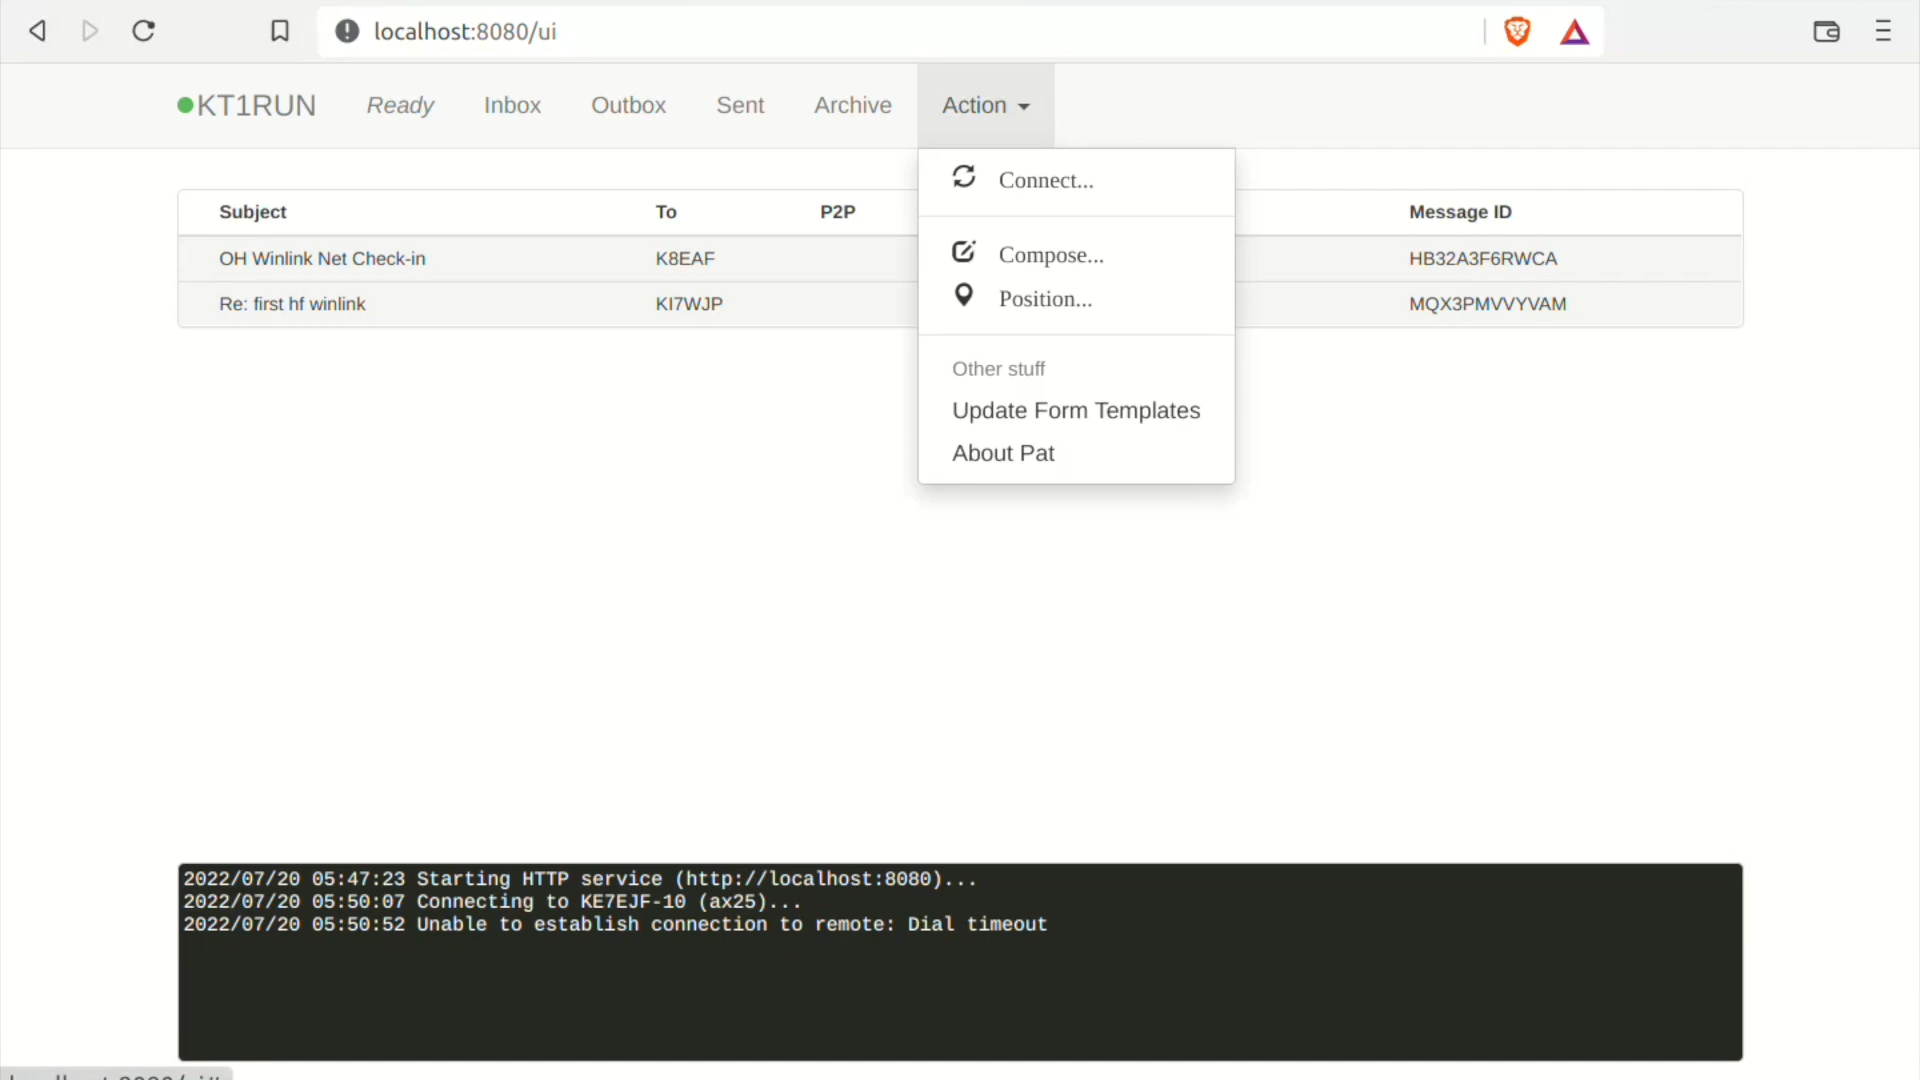 localhost:8080/ui
KT1RUN Ready Inbox Outbox Sent Archive Action
Connect...
Compose...
Position...
Other stuff
Update Form Templates
About Pat
Subject To P2P Message ID
OH Winlink Net Check-in K8EAF HB32A3F6RWCA
Re: first hf winlink KI7WJP MQX3PMVVYVAM
2022/07/20 05:47:23 Starting HTTP service (http://localhost:8080)...
2022/07/20 05:50:07 Connecting to KE7EJF-10 (ax25)...
2022/07/20 05:50:52 Unable to establish connection to remote: Dial timeout